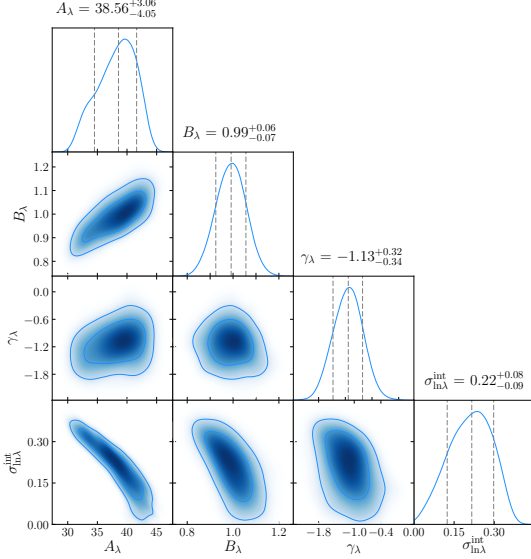 A_λ = 38.56^{+3.06}_{-4.05}
B_λ = 0.99^{+0.06}_{-0.07}
1.2
1.1
1.0
0.9
0.8
B_λ
γ_λ = −1.13^{+0.32}_{-0.34}
0.0
−0.6
−1.2
−1.8
γ_λ
σ^{int}_{lnλ} = 0.22^{+0.08}_{-0.09}
0.30
0.15
0.00
σ^{int}_{lnλ}
30 35 40 45
0.8 1.0 1.2
−1.8 −1.0 −0.4
0.00 0.15 0.30
A_λ
B_λ
γ_λ
σ^{int}_{lnλ}